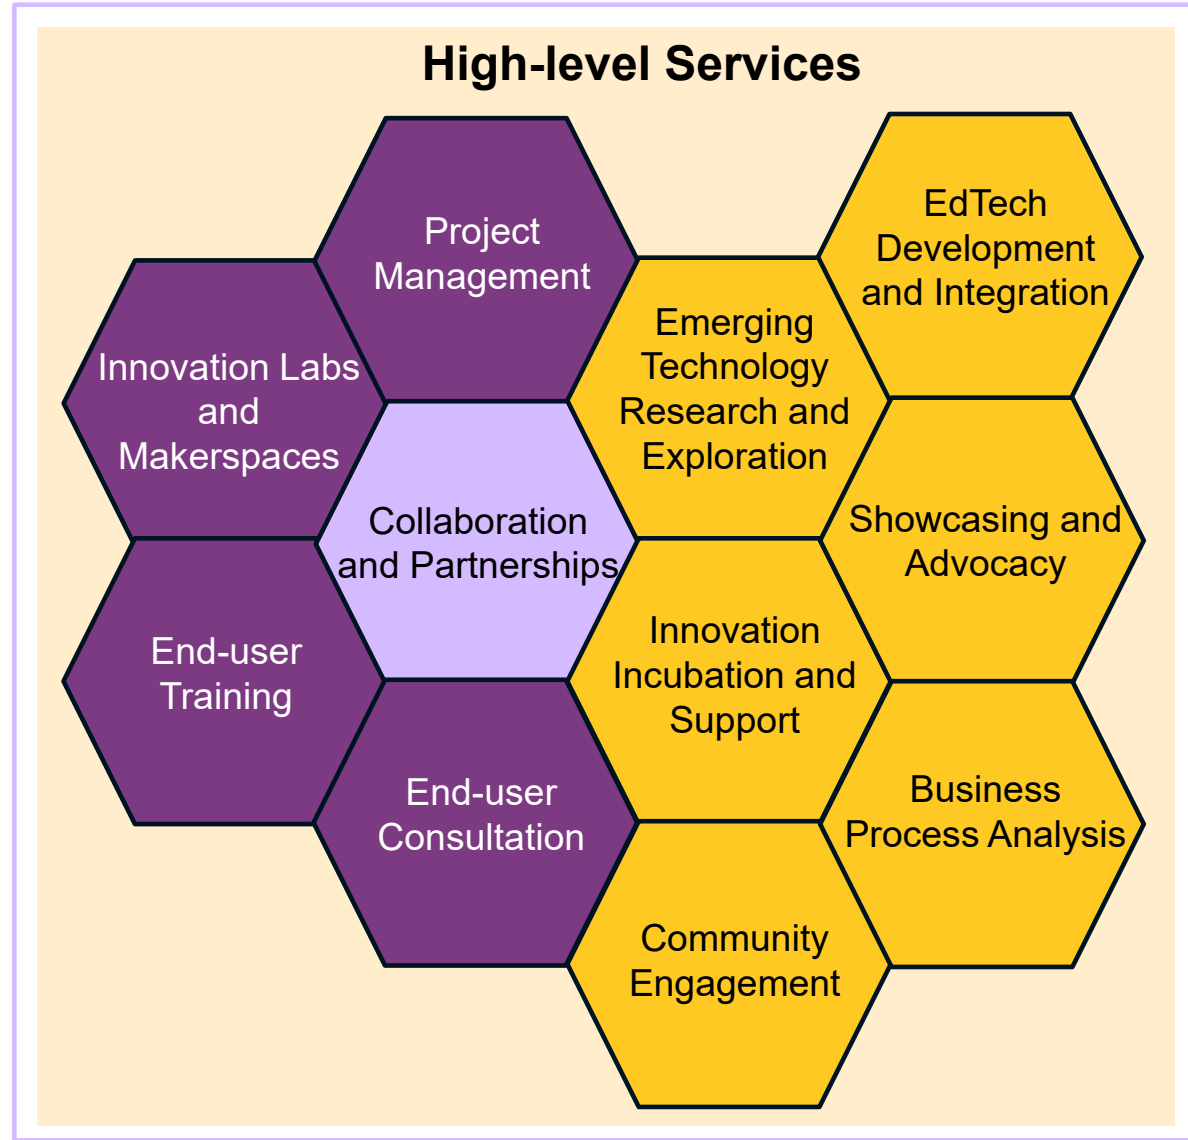 High-level Services
Project
Management
EdTech
Development
and Integration
Innovation Labs
and
Makerspaces
Emerging
Technology
Research and
Exploration
Collaboration
and Partnerships
Showcasing and
Advocacy
End-user
Training
Innovation
Incubation and
Support
End-user
Consultation
Business
Process Analysis
Community
Engagement